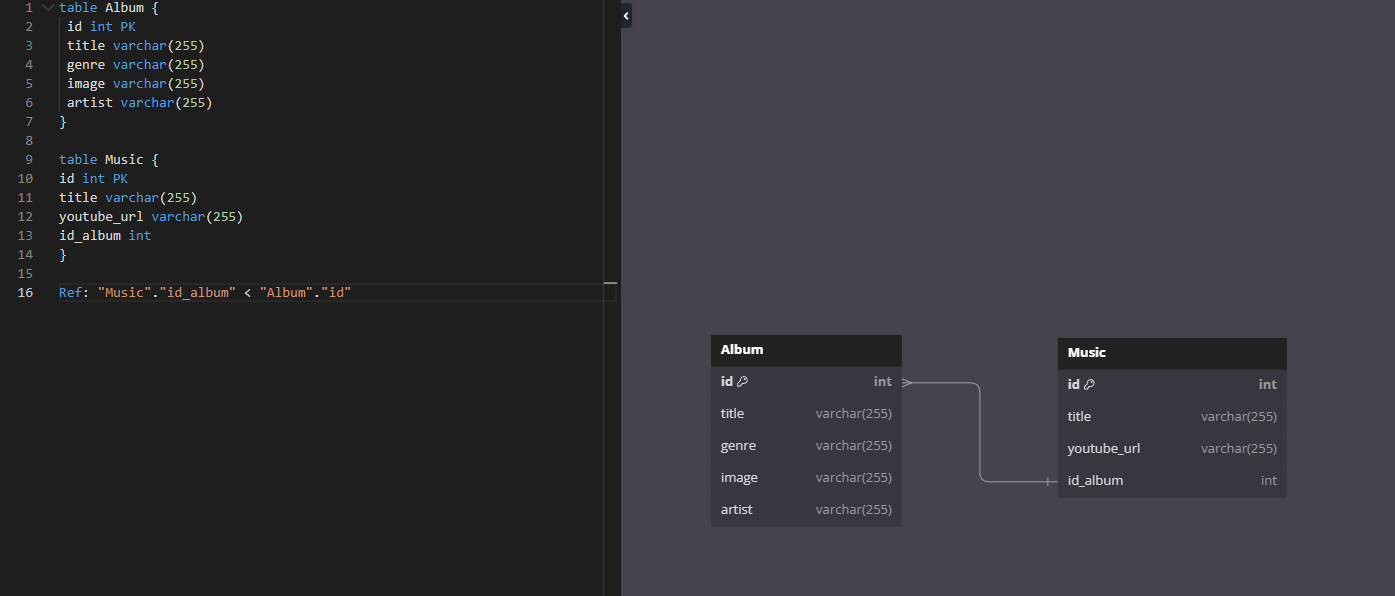 1 table Album {
2 id int PK
3 title varchar(255)
4 genre varchar(255)
5 image varchar(255)
6 artist varchar(255)
7 }
8
9 table Music {
10 id int PK
11 title varchar(255)
12 youtube_url varchar(255)
13 id_album int
14 }
15
16 Ref: "Music"."id_album" < "Album"."id"
Album
id int
title varchar(255)
genre varchar(255)
image varchar(255)
artist varchar(255)
Music
id int
title varchar(255)
youtube_url varchar(255)
id_album int